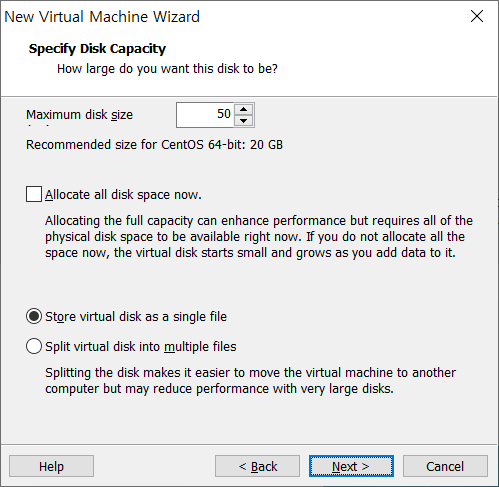 New Virtual Machine Wizard
Specify Disk Capacity
How large do you want this disk to be?
Maximum disk size
50
Recommended size for CentOS 64-bit: 20 GB
Allocate all disk space now.
Allocating the full capacity can enhance performance but requires all of the
physical disk space to be available right now. If you do not allocate all the
space now, the virtual disk starts small and grows as you add data to it.
Store virtual disk as a single file
Split virtual disk into multiple files
Splitting the disk makes it easier to move the virtual machine to another
computer but may reduce performance with very large disks.
Help
< Back
Next >
Cancel